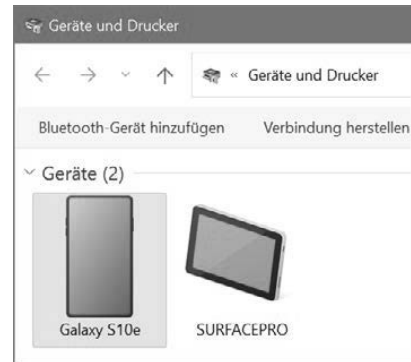 Geräte und Drucker
« Geräte und Drucker
Bluetooth-Gerät hinzufügen Verbindung herstellen
Geräte (2)
Galaxy S10e SURFACEPRO